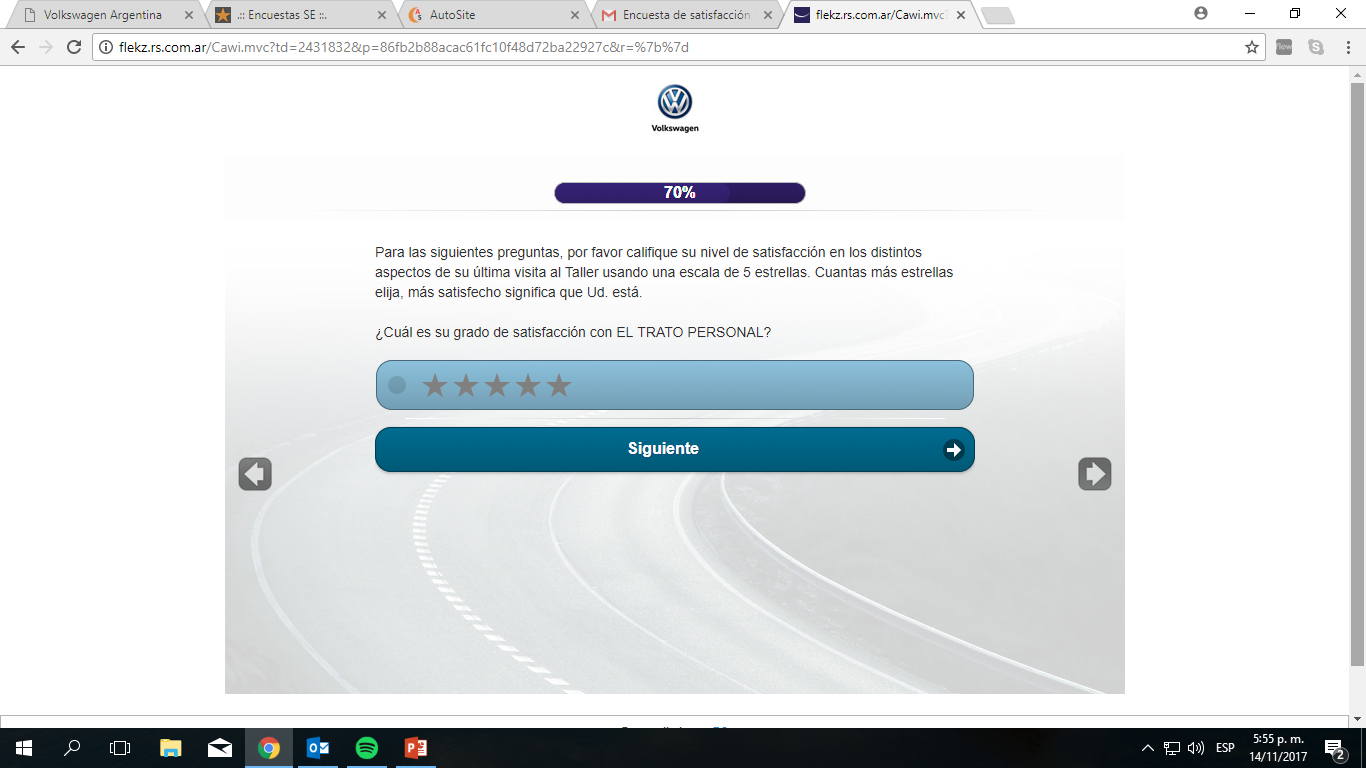 Volkswagen Argentina
.:: Encuestas SE ::.
AutoSite
Encuesta de satisfacción
flekz.rs.com.ar/Cawi.mvc
flekz.rs.com.ar/Cawi.mvc?td=2431832&p=86fb2b88acac61fc10f48d72ba22927c&r=%7b%7d
flow
Volkswagen
70%
Para las siguientes preguntas, por favor califique su nivel de satisfacción en los distintos
aspectos de su última visita al Taller usando una escala de 5 estrellas. Cuantas más estrellas
elija, más satisfecho significa que Ud. está.
¿Cuál es su grado de satisfacción con EL TRATO PERSONAL?
Siguiente
ESP
5:55 p. m.
14/11/2017
2